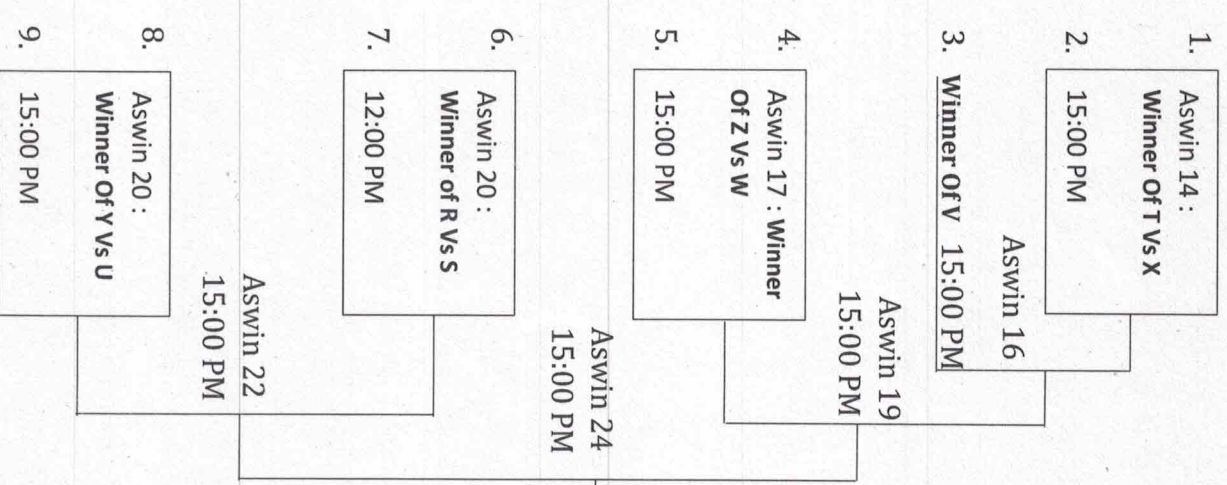 1.
Aswin 14 :
Winner Of T Vs X
2.
15:00 PM
Aswin 16
3. Winner Of V 15:00 PM
Aswin 19
15:00 PM
4.
Aswin 17 : Winner
Of Z Vs W
5.
15:00 PM
Aswin 24
15:00 PM
6.
Aswin 20 :
Winner of R Vs S
7.
12:00 PM
Aswin 22
15:00 PM
8.
Aswin 20 :
Winner Of Y Vs U
9.
15:00 PM